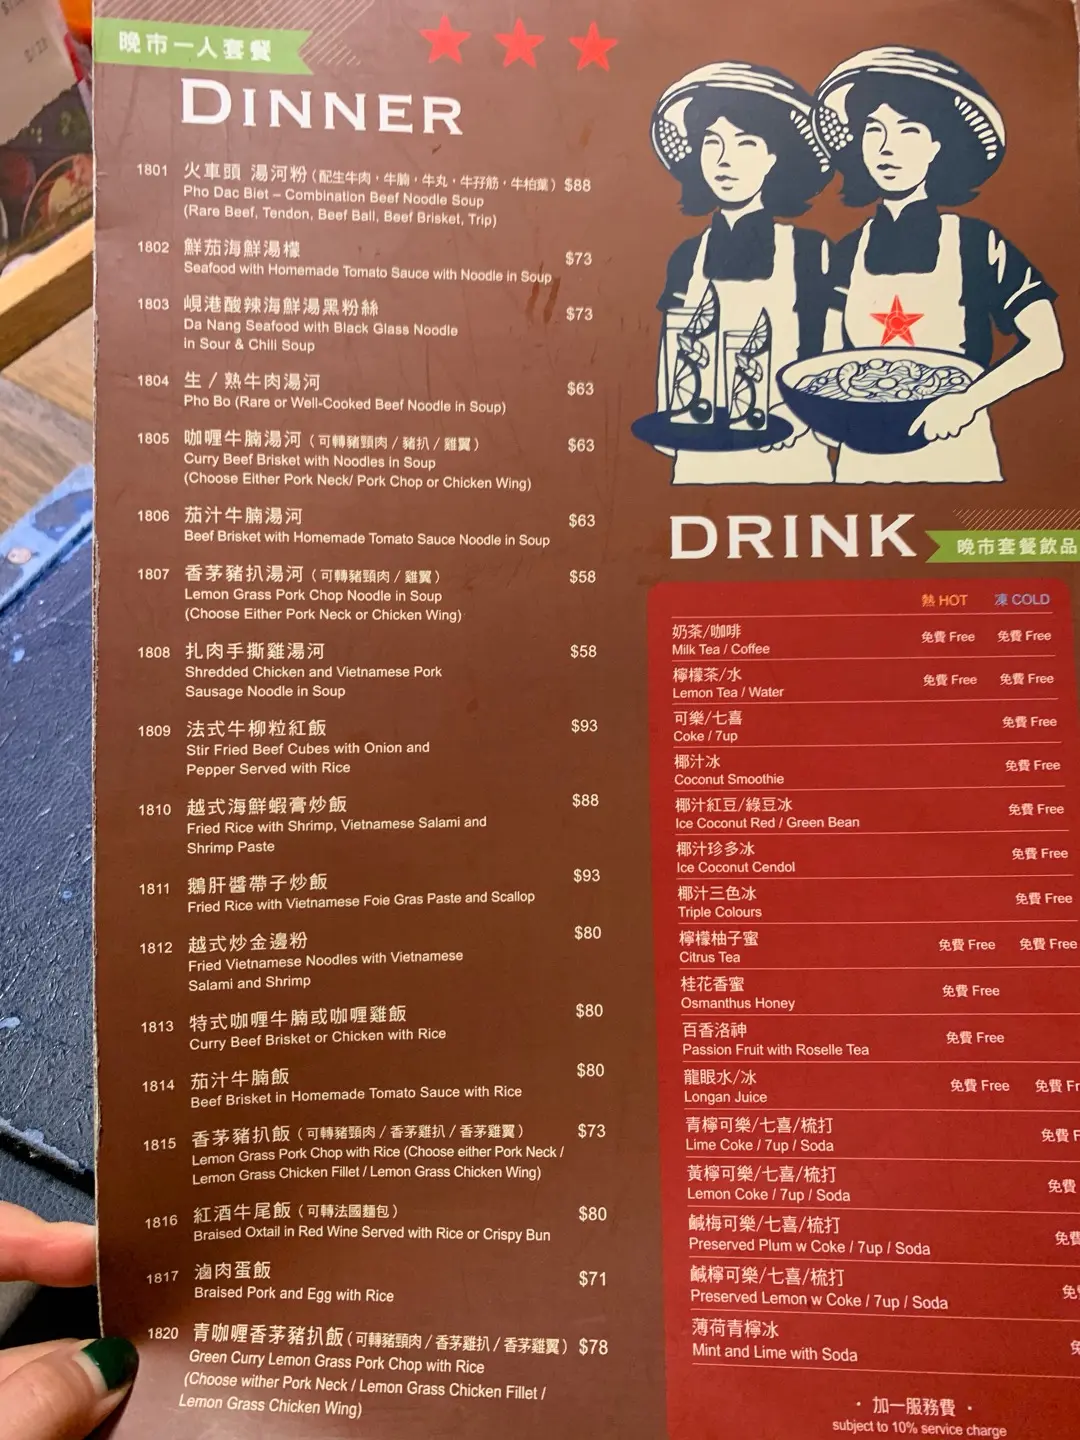 晚市一人套餐
DINNER
1801 火車頭 湯河粉（配生牛肉，牛腩，牛丸，牛孖筋，牛柏葉） $88
Pho Dac Biet – Combination Beef Noodle Soup
(Rare Beef, Tendon, Beef Ball, Beef Brisket, Trip)
1802 鮮茄海鮮湯檬 $73
Seafood with Homemade Tomato Sauce with Noodle in Soup
1803 峴港酸辣海鮮湯黑粉絲 $73
Da Nang Seafood with Black Glass Noodle
in Sour & Chili Soup
1804 生 / 熟牛肉湯河 $63
Pho Bo (Rare or Well-Cooked Beef Noodle in Soup)
1805 咖喱牛腩湯河（可轉豬頸肉 / 豬扒 / 雞翼） $63
Curry Beef Brisket with Noodles in Soup
(Choose Either Pork Neck/ Pork Chop or Chicken Wing)
1806 茄汁牛腩湯河 $63
Beef Brisket with Homemade Tomato Sauce Noodle in Soup
1807 香茅豬扒湯河（可轉豬頸肉 / 雞翼） $58
Lemon Grass Pork Chop Noodle in Soup
(Choose Either Pork Neck or Chicken Wing)
1808 扎肉手撕雞湯河 $58
Shredded Chicken and Vietnamese Pork
Sausage Noodle in Soup
1809 法式牛柳粒紅飯 $93
Stir Fried Beef Cubes with Onion and
Pepper Served with Rice
1810 越式海鮮蝦膏炒飯 $88
Fried Rice with Shrimp, Vietnamese Salami and
Shrimp Paste
1811 鵝肝醬帶子炒飯 $93
Fried Rice with Vietnamese Foie Gras Paste and Scallop
1812 越式炒金邊粉 $80
Fried Vietnamese Noodles with Vietnamese
Salami and Shrimp
1813 特式咖喱牛腩或咖喱雞飯 $80
Curry Beef Brisket or Chicken with Rice
1814 茄汁牛腩飯 $80
Beef Brisket in Homemade Tomato Sauce with Rice
1815 香茅豬扒飯（可轉豬頸肉 / 香茅雞扒 / 香茅雞翼） $73
Lemon Grass Pork Chop with Rice (Choose either Pork Neck /
Lemon Grass Chicken Fillet / Lemon Grass Chicken Wing)
1816 紅酒牛尾飯（可轉法國麵包） $80
Braised Oxtail in Red Wine Served with Rice or Crispy Bun
1817 滷肉蛋飯 $71
Braised Pork and Egg with Rice
1820 青咖喱香茅豬扒飯（可轉豬頸肉 / 香茅雞扒 / 香茅雞翼） $78
Green Curry Lemon Grass Pork Chop with Rice
(Choose wither Pork Neck / Lemon Grass Chicken Fillet /
Lemon Grass Chicken Wing)
DRINK
晚市套餐飲品
熱 HOT 凍 COLD
奶茶/咖啡 免費 Free 免費 Free
Milk Tea / Coffee
檸檬茶/水 免費 Free 免費 Free
Lemon Tea / Water
可樂/七喜 免費 Free
Coke / 7up
椰汁冰 免費 Free
Coconut Smoothie
椰汁紅豆/綠豆冰 免費 Free
Ice Coconut Red / Green Bean
椰汁珍多冰 免費 Free
Ice Coconut Cendol
椰汁三色冰 免費 Free
Triple Colours
檸檬柚子蜜 免費 Free 免費 Free
Citrus Tea
桂花香蜜 免費 Free
Osmanthus Honey
百香洛神 免費 Free
Passion Fruit with Roselle Tea
龍眼水/冰 免費 Free 免費 Fr
Longan Juice
青檸可樂/七喜/梳打 免費 F
Lime Coke / 7up / Soda
黃檸可樂/七喜/梳打 免費
Lemon Coke / 7up / Soda
鹹梅可樂/七喜/梳打 免費
Preserved Plum w Coke / 7up / Soda
鹹檸可樂/七喜/梳打 免
Preserved Lemon w Coke / 7up / Soda
薄荷青檸冰
Mint and Lime with Soda
· 加一服務費 ·
subject to 10% service charge